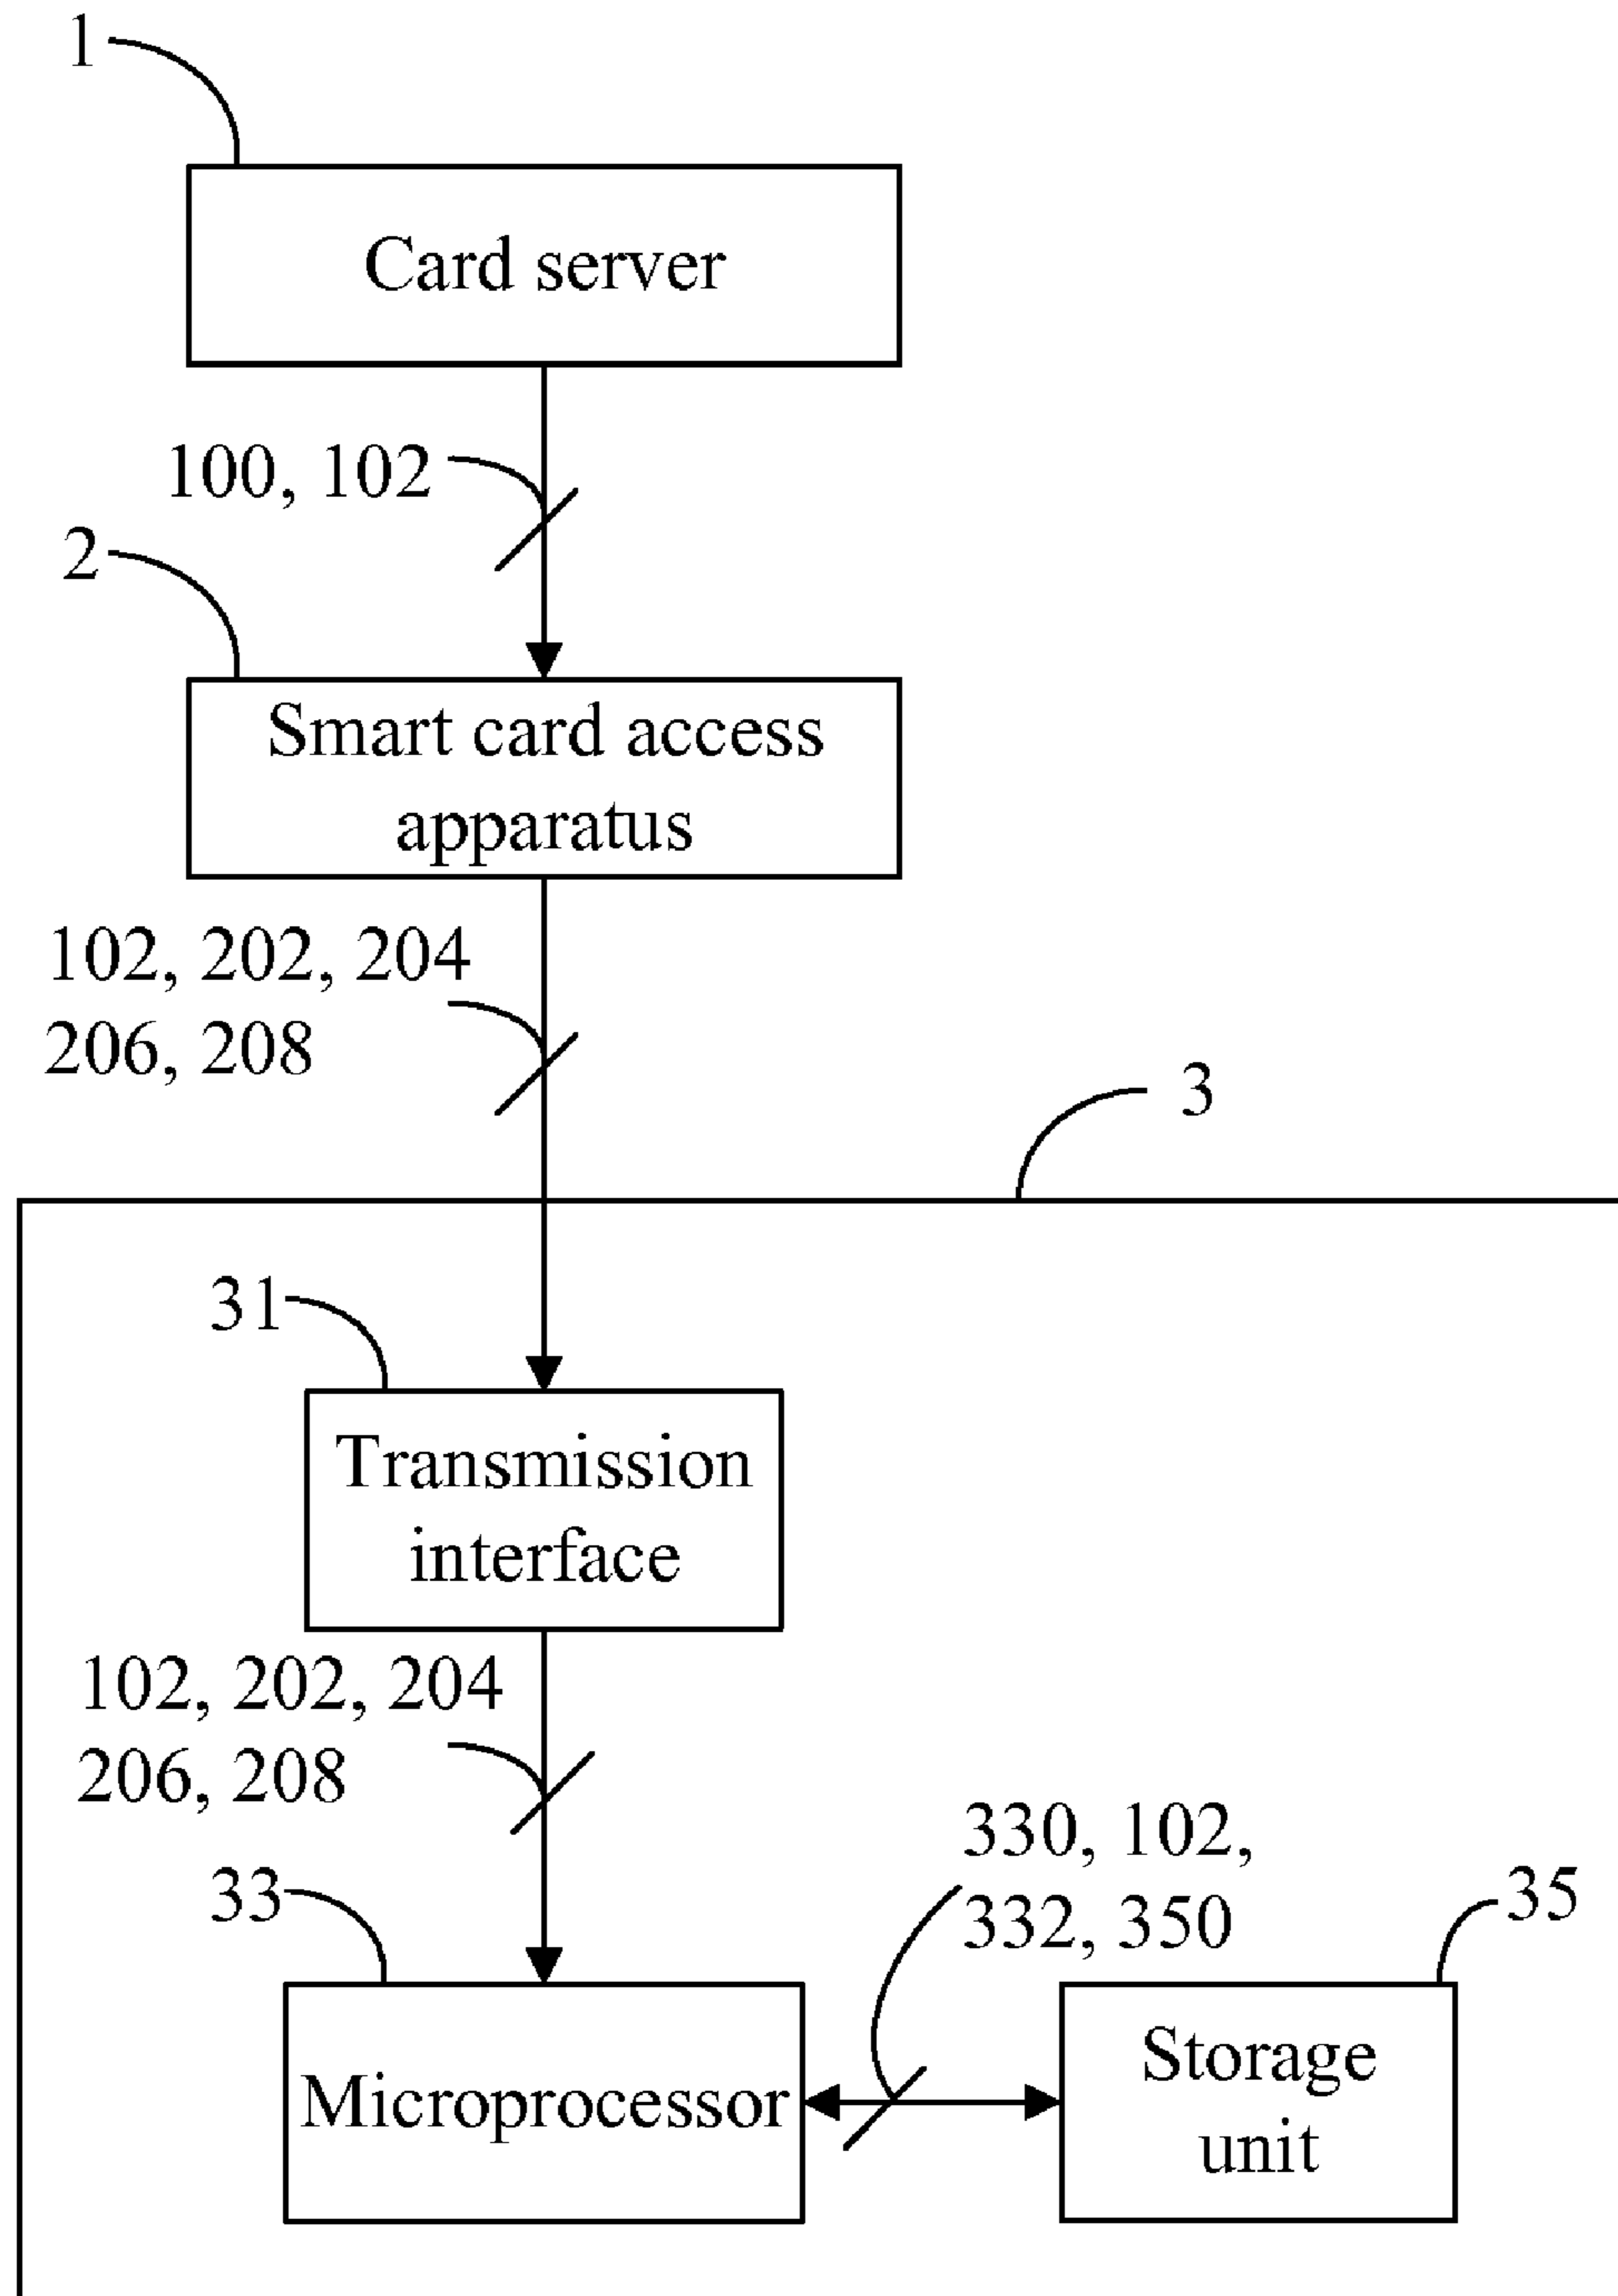 1
Card server
100, 102
2
Smart card access
apparatus
102, 202, 204
206, 208
3
31
Transmission
interface
102, 202, 204
206, 208
330, 102,
332, 350
33
35
Microprocessor
Storage
unit